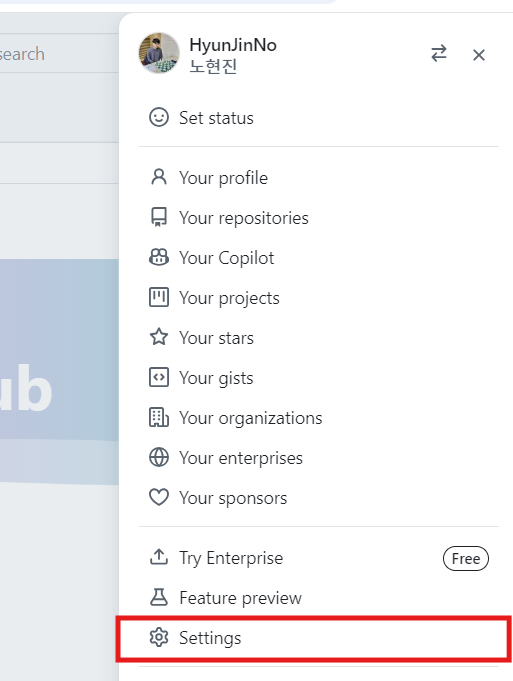 search
HyunJinNo
노현진
Set status
Your profile
Your repositories
Your Copilot
Your projects
Your stars
Your gists
ub
Your organizations
Your enterprises
Your sponsors
Try Enterprise Free
Feature preview
Settings